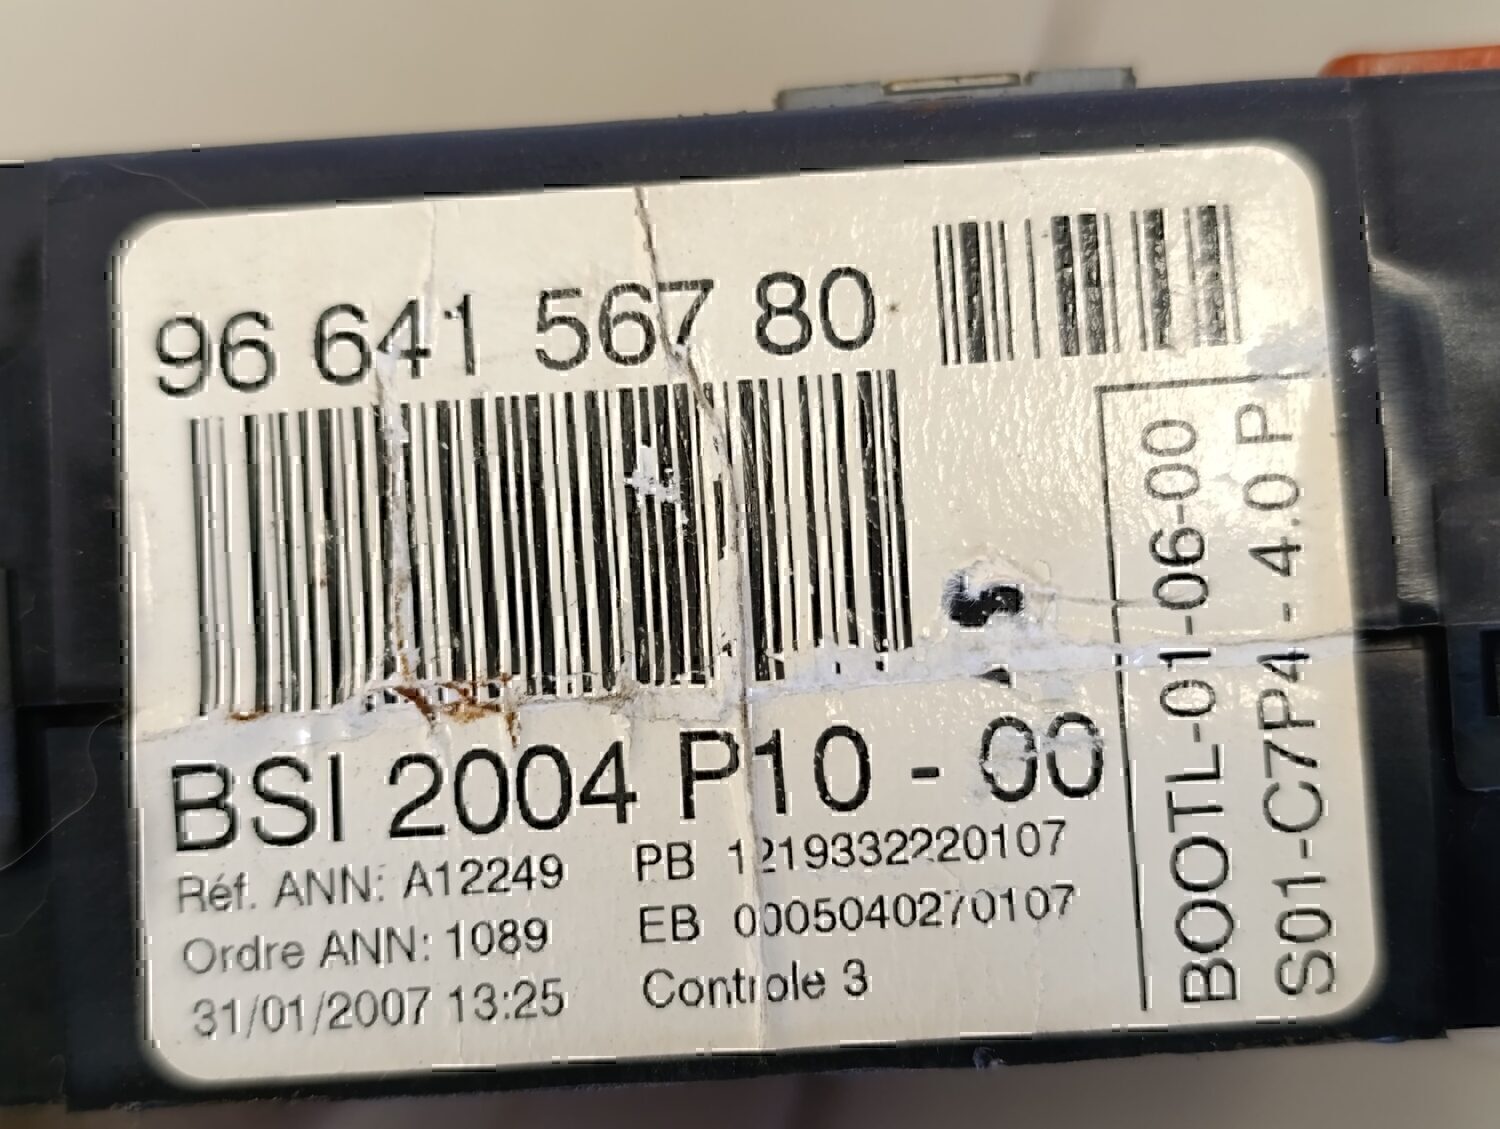 96 641 567 80
BSI 2004 P10 - 00
Réf. ANN: A12249
Ordre ANN: 1089
31/01/2007 13:25
PB 1219332220107
EB 0005040270107
Controle 3
BOOTL-01-06-00
S01-C7P4 - 4.0 P